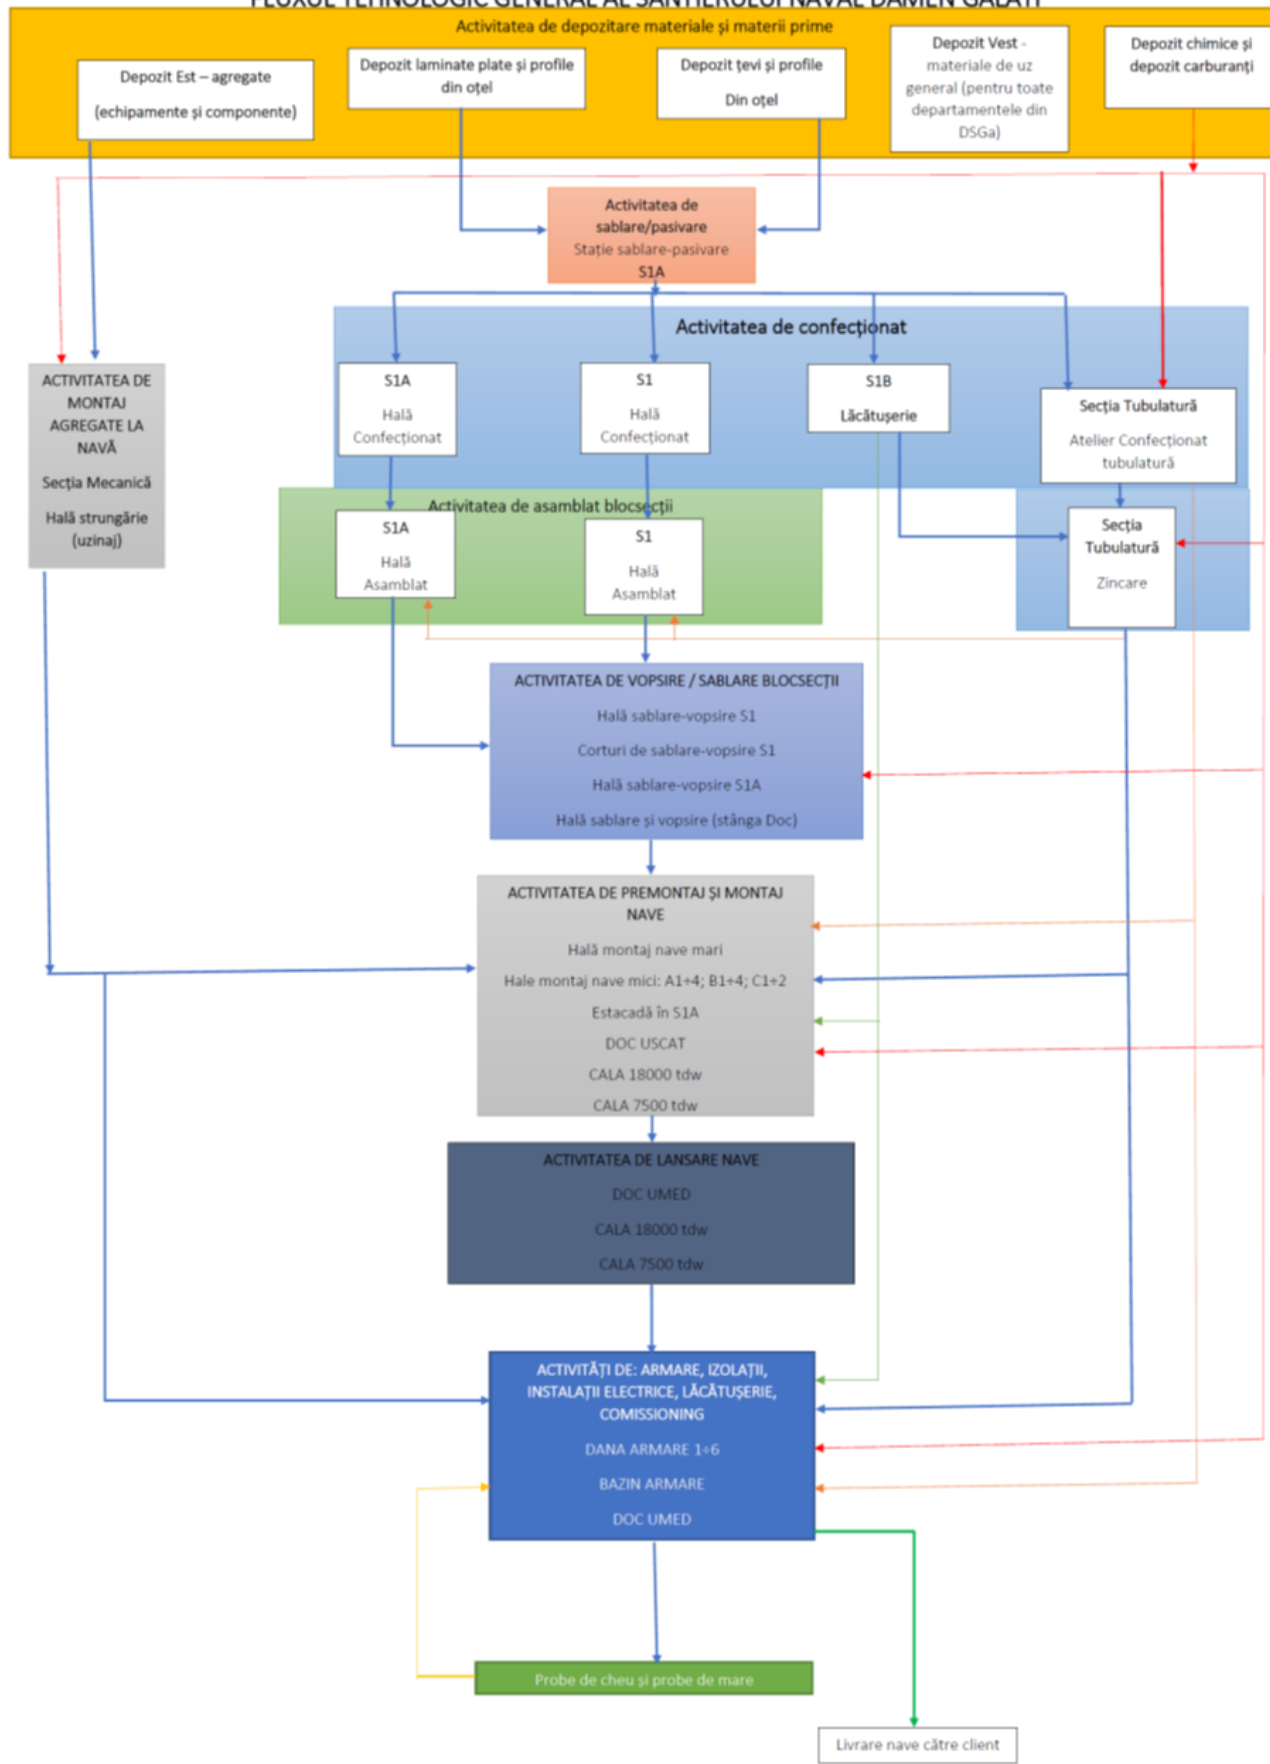 FLUXUL TEHNOLOGIC GENERAL AL ȘANTIERULUI NAVAL DAMEN GALAȚI
Activitatea de depozitare materiale și materii prime
Depozit Est – agregate
(echipamente și componente)
Depozit laminate plate și profile
din oțel
Depozit țevi și profile
Din oțel
Depozit Vest -
materiale de uz
general (pentru toate
departamentele din
DSGa)
Depozit chimice și
depozit carburanți
Activitatea de
sablare/pasivare
Stație sablare-pasivare
S1A
Activitatea de confecționat
ACTIVITATEA DE
MONTAJ
AGREGATE LA
NAVĂ
Secția Mecanică
Hală strungărie
(uzinaj)
S1A
Hală
Confecționat
S1
Hală
Confecționat
S1B
Lăcătușerie
Secția Tubulatură
Atelier Confecționat
tubulatură
Activitatea de asamblat blocsecții
S1A
Hală
Asamblat
S1
Hală
Asamblat
Secția
Tubulatură
Zincare
ACTIVITATEA DE VOPSIRE / SABLARE BLOCSECȚII
Hală sablare-vopsire S1
Corturi de sablare-vopsire S1
Hală sablare-vopsire S1A
Hală sablare și vopsire (stânga Doc)
ACTIVITATEA DE PREMONTAJ ȘI MONTAJ
NAVE
Hală montaj nave mari
Hale montaj nave mici: A1÷4; B1÷4; C1÷2
Estacadă în S1A
DOC USCAT
CALA 18000 tdw
CALA 7500 tdw
ACTIVITATEA DE LANSARE NAVE
DOC UMED
CALA 18000 tdw
CALA 7500 tdw
ACTIVITĂȚI DE: ARMARE, IZOLAȚII,
INSTALAȚII ELECTRICE, LĂCĂTUȘERIE,
COMISSIONING
DANA ARMARE 1÷6
BAZIN ARMARE
DOC UMED
Probe de cheu și probe de mare
Livrare nave către client